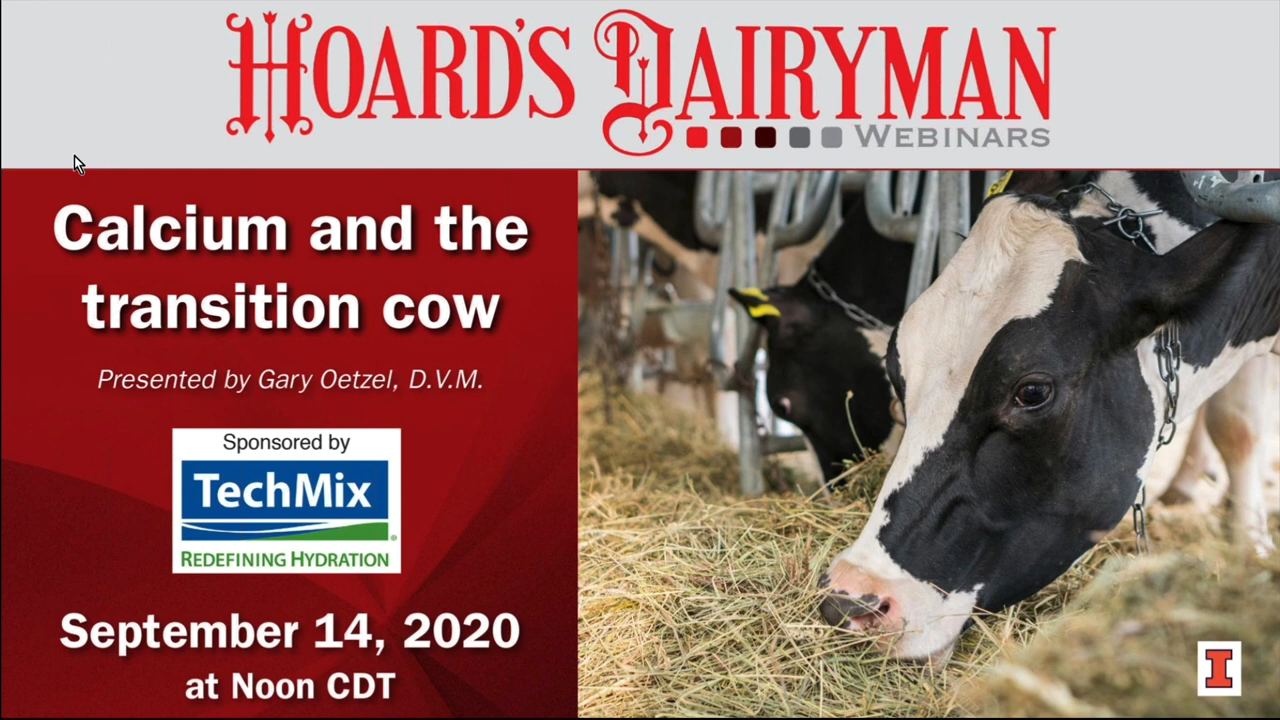 HOARD'S DAIRYMAN
WEBINARS
Calcium and the
transition cow
Presented by Gary Oetzel, D.V.M.
Sponsored by
TechMix
®
REDEFINING HYDRATION
September 14, 2020
at Noon CDT
I